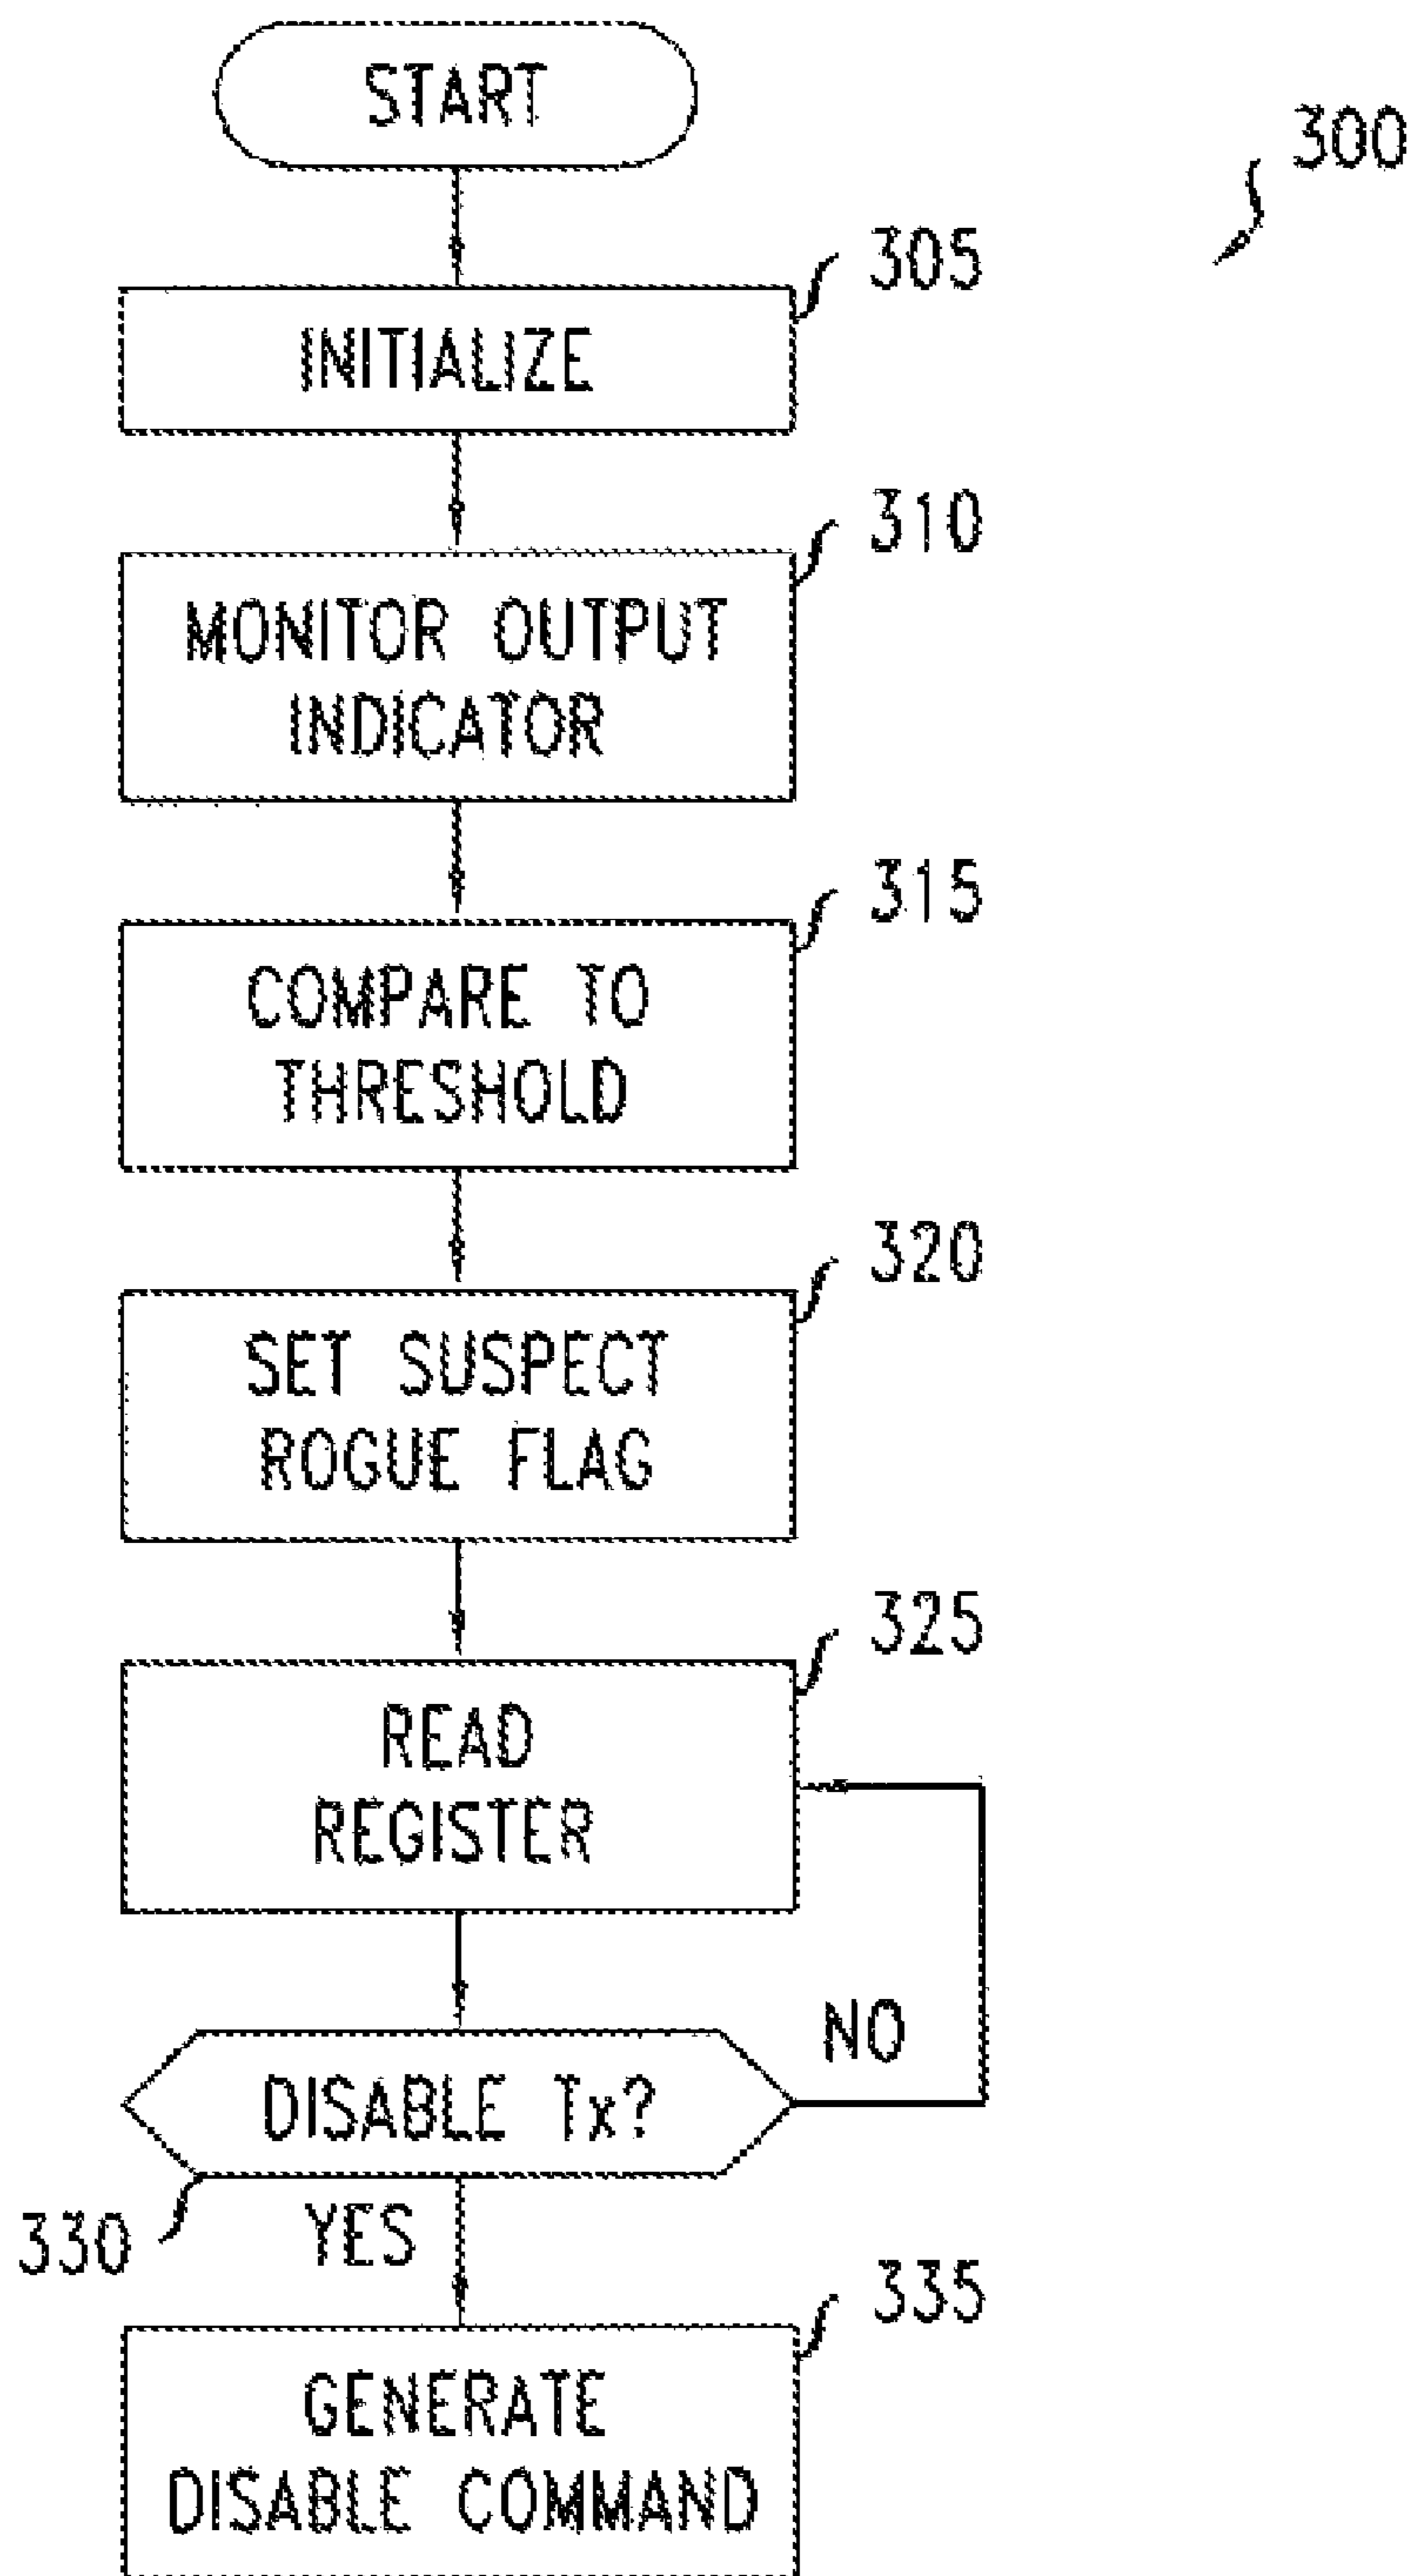 START
300
305
INITIALIZE
310
MONITOR OUTPUT
INDICATOR
315
COMPARE TO
THRESHOLD
320
SET SUSPECT
ROGUE FLAG
325
READ
REGISTER
NO
DISABLE Tx?
330
YES
335
GENERATE
DISABLE COMMAND